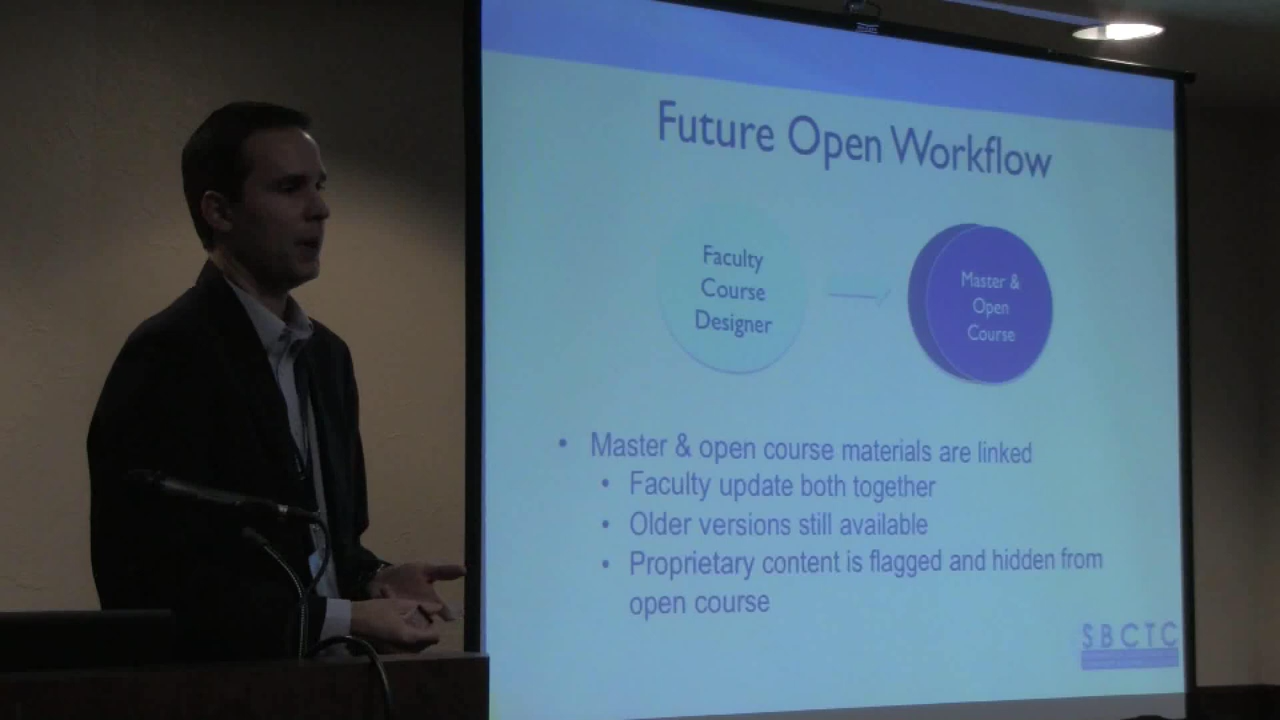 Future Open Workflow
Faculty
Course
Designer
Master &
Open
Course
• Master & open course materials are linked
• Faculty update both together
• Older versions still available
• Proprietary content is flagged and hidden from
open course
SBCTC